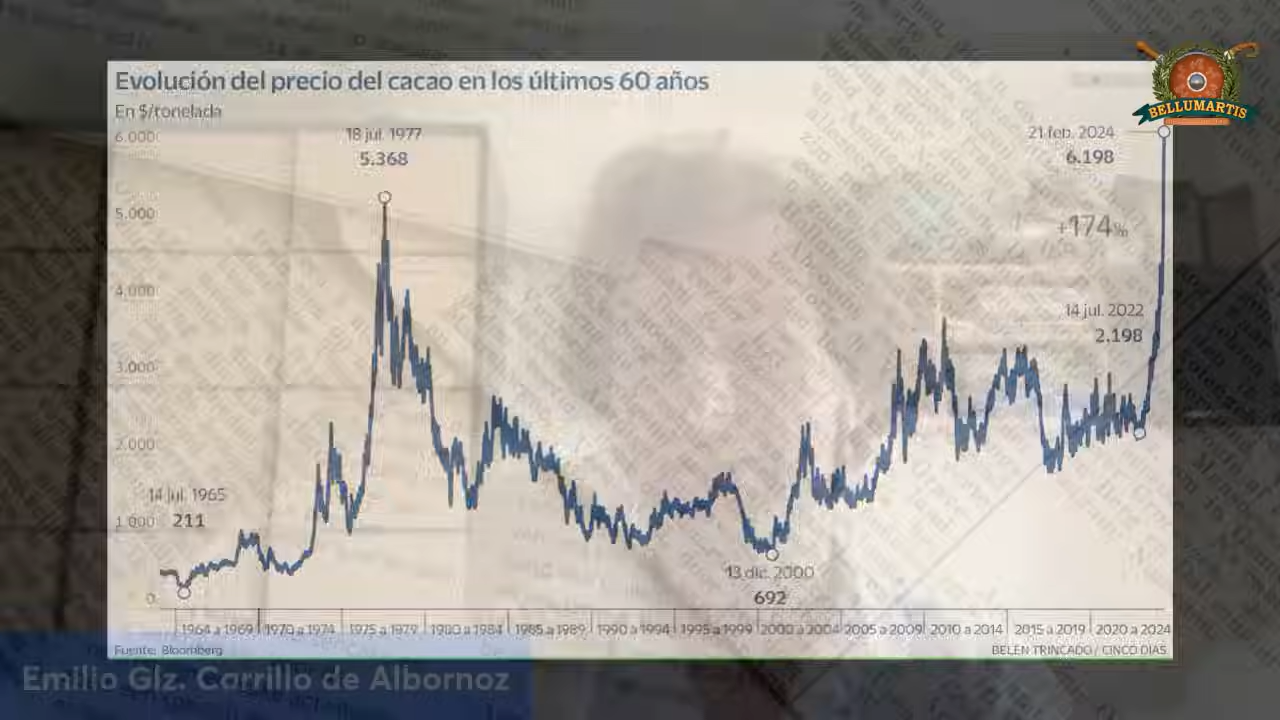 Evolución del precio del cacao en los últimos 60 años
En $/tonelada
BELLUMARTIS
6.000
18 jul. 1977
5.368
21 feb. 2024
6.198
5.000
+174%
4.000
14 jul. 2022
2.198
3.000
2.000
14 jul. 1965
211
1.000
13 dic. 2000
692
0
1964 a 1969 1970 a 1974 1975 a 1979 1980 a 1984 1985 a 1989 1990 a 1994 1995 a 1999 2000 a 2004 2005 a 2009 2010 a 2014 2015 a 2019 2020 a 2024
Fuente: Bloomberg
BELÉN TRINCADO / CINCO DÍAS
Emilio Glz. Carrillo de Albornoz